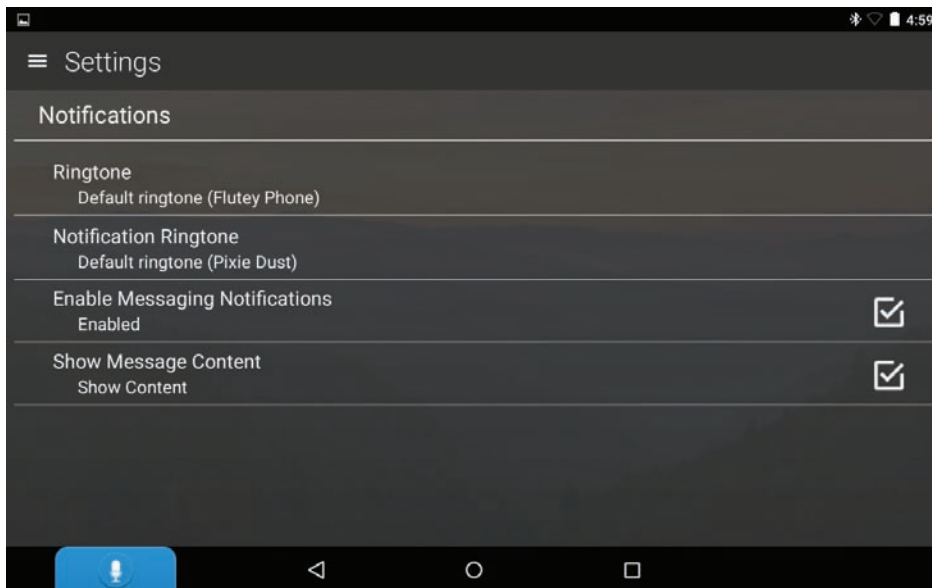 4:59
Settings
Notifications
Ringtone
Default ringtone (Flutey Phone)
Notification Ringtone
Default ringtone (Pixie Dust)
Enable Messaging Notifications
Enabled
Show Message Content
Show Content